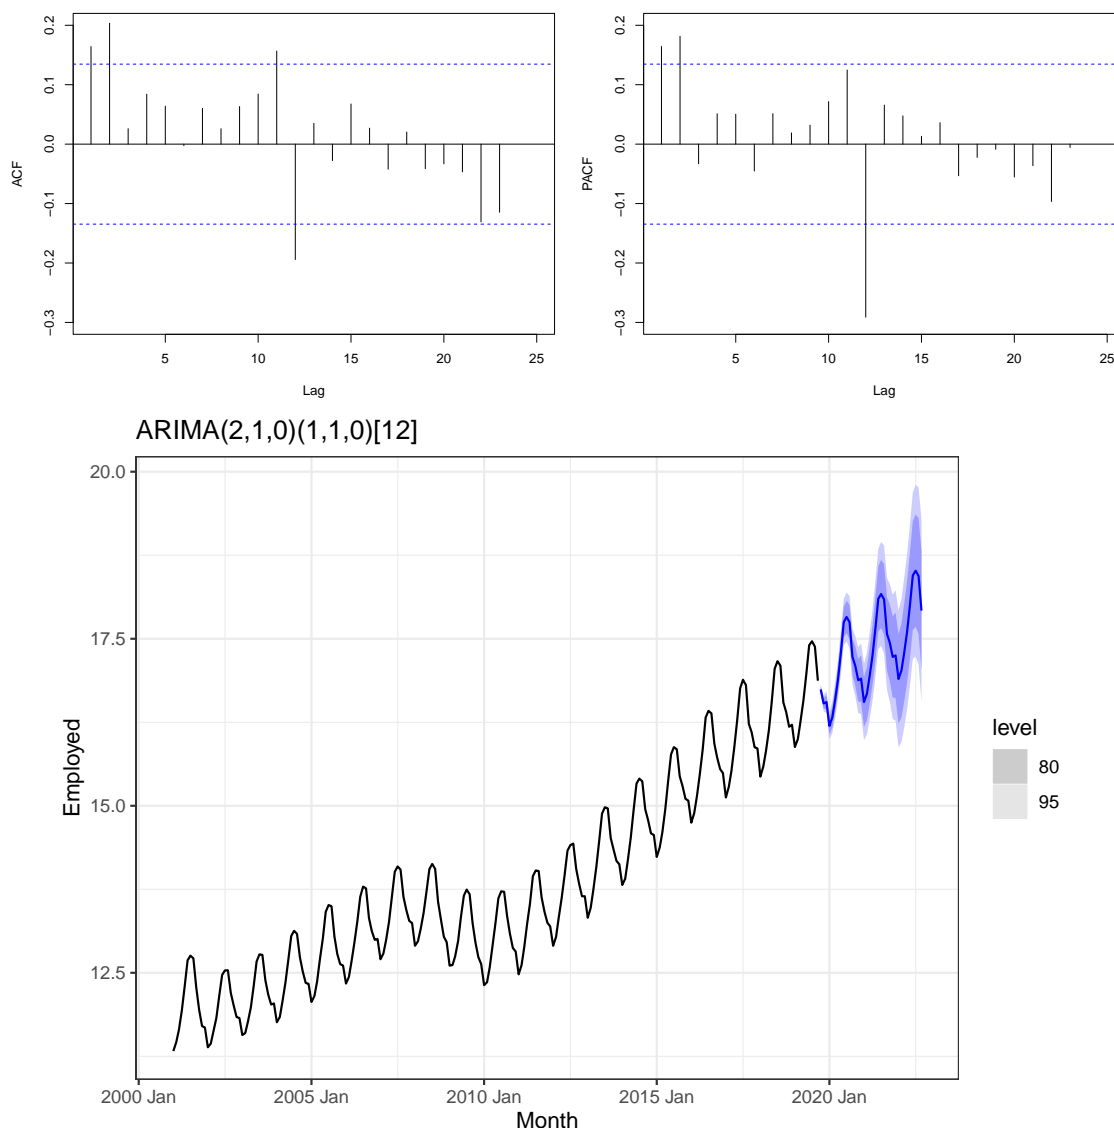 ACF
0.2
0.1
0.0
−0.1
−0.2
−0.3
5
10
15
20
25
Lag
PACF
0.2
0.1
0.0
−0.1
−0.2
−0.3
5
10
15
20
25
Lag
ARIMA(2,1,0)(1,1,0)[12]
Employed
20.0
17.5
15.0
12.5
2000 Jan
2005 Jan
2010 Jan
2015 Jan
2020 Jan
Month
level
80
95